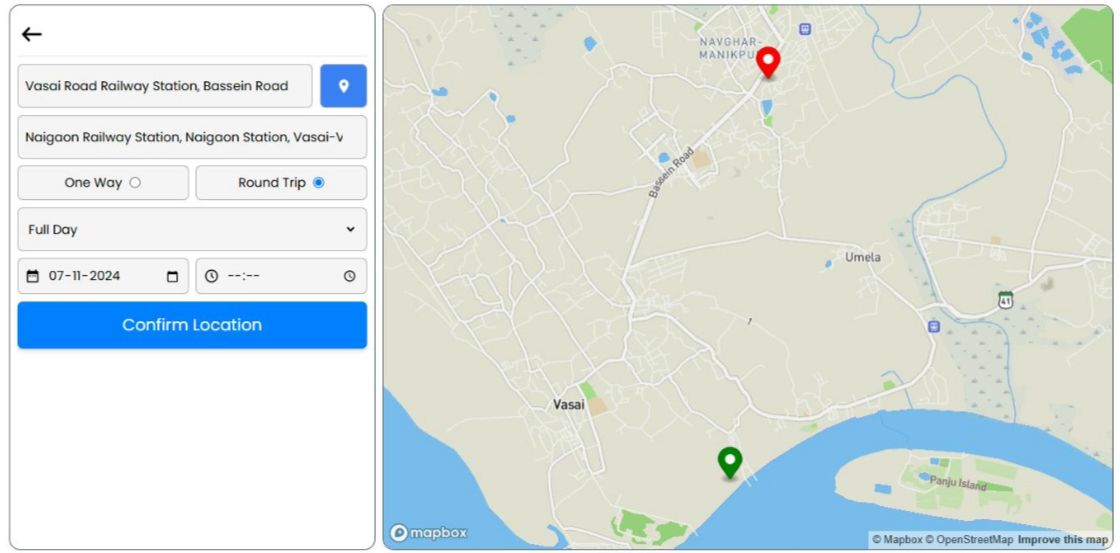 Vasai Road Railway Station, Bassein Road
Naigaon Railway Station, Naigaon Station, Vasai-V
One Way
Round Trip
Full Day
07-11-2024
--:--
Confirm Location
NAVGHAR-
MANIKPU
Bassein Road
Umela
41
1
Vasai
Panju Island
mapbox
© Mapbox © OpenStreetMap Improve this map